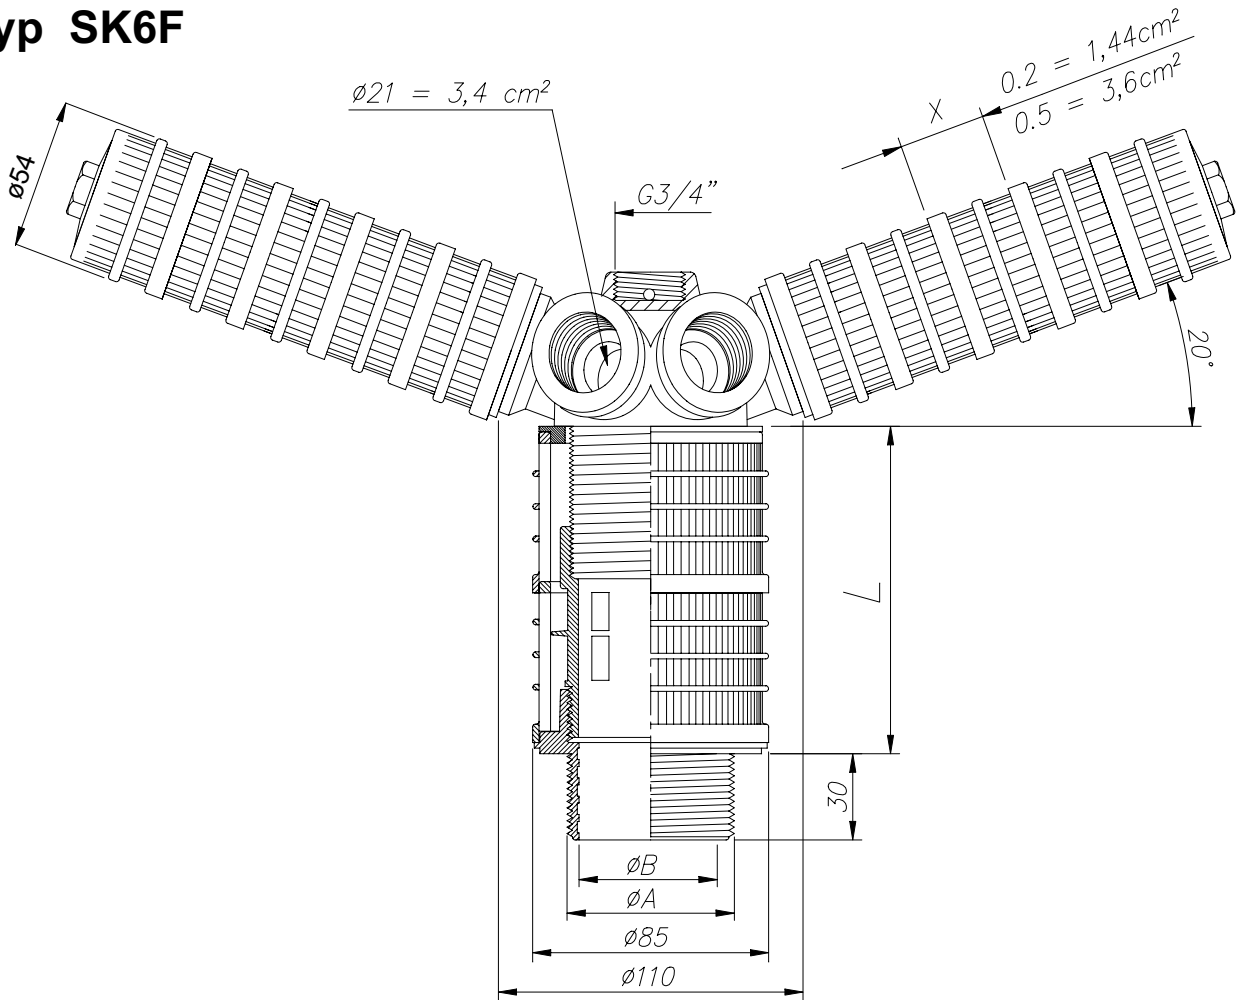 yp SK6F
ø21 = 3,4 cm²
0.2 = 1,44cm²
0.5 = 3,6cm²
X
ø54
G3/4”
20°
L
30
øB
øA
ø85
ø110